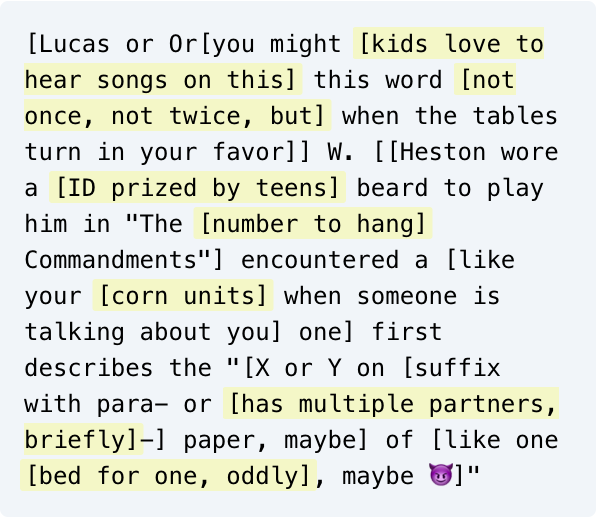 [Lucas or Or[you might [kids love to
hear songs on this] this word [not
once, not twice, but] when the tables
turn in your favor]] W. [[Heston wore
a [ID prized by teens] beard to play
him in "The [number to hang]
Commandments"] encountered a [like
your [corn units] when someone is
talking about you] one] first
describes the "[X or Y on [suffix
with para— or [has multiple partners,
briefly]—] paper, maybe] of [like one
[bed for one, oddly], maybe 😈]"